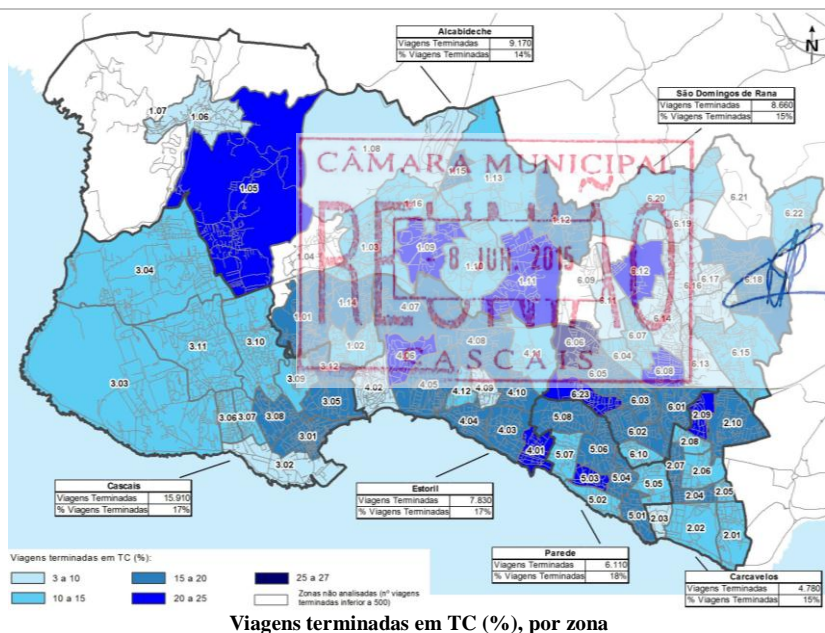 Alcabideche
Viagens Terminadas 9.170
% Viagens Terminadas 14%
N
São Domingos de Rana
Viagens Terminadas 8.660
% Viagens Terminadas 15%
1.07
1.06
1.05
1.08
1.15
1.13
1.16
1.12
1.03
1.04
1.09
1.10
1.11
1.01
1.14
1.02
CÂMARA MUNICIPAL
REUNIÃO
8 JUN. 2015
CASCAIS
6.20
6.21
6.22
6.19
6.09
6.12
6.17
6.18
6.16
6.11
6.14
6.07
6.06
6.04
6.05
6.08
6.13
6.15
3.04
3.11
3.10
3.03
3.09
3.12
3.06
3.07
3.08
3.05
3.01
3.02
4.07
4.08
4.06
4.05
4.02
4.12
4.09
4.10
4.11
4.04
4.03
4.01
6.23
6.03
6.01
2.09
2.10
5.08
6.02
2.08
5.07
5.06
6.10
2.07
2.06
5.03
5.04
5.05
2.04
2.05
5.02
5.01
2.03
2.02
2.01
Cascais
Viagens Terminadas 15.910
% Viagens Terminadas 17%
Estoril
Viagens Terminadas 7.830
% Viagens Terminadas 17%
Parede
Viagens Terminadas 6.110
% Viagens Terminadas 18%
Carcavelos
Viagens Terminadas 4.780
% Viagens Terminadas 15%
Viagens terminadas em TC (%):
3 a 10
15 a 20
25 a 27
10 a 15
20 a 25
Zonas não analisadas (nº viagens
terminadas inferior a 500)
Viagens terminadas em TC (%), por zona